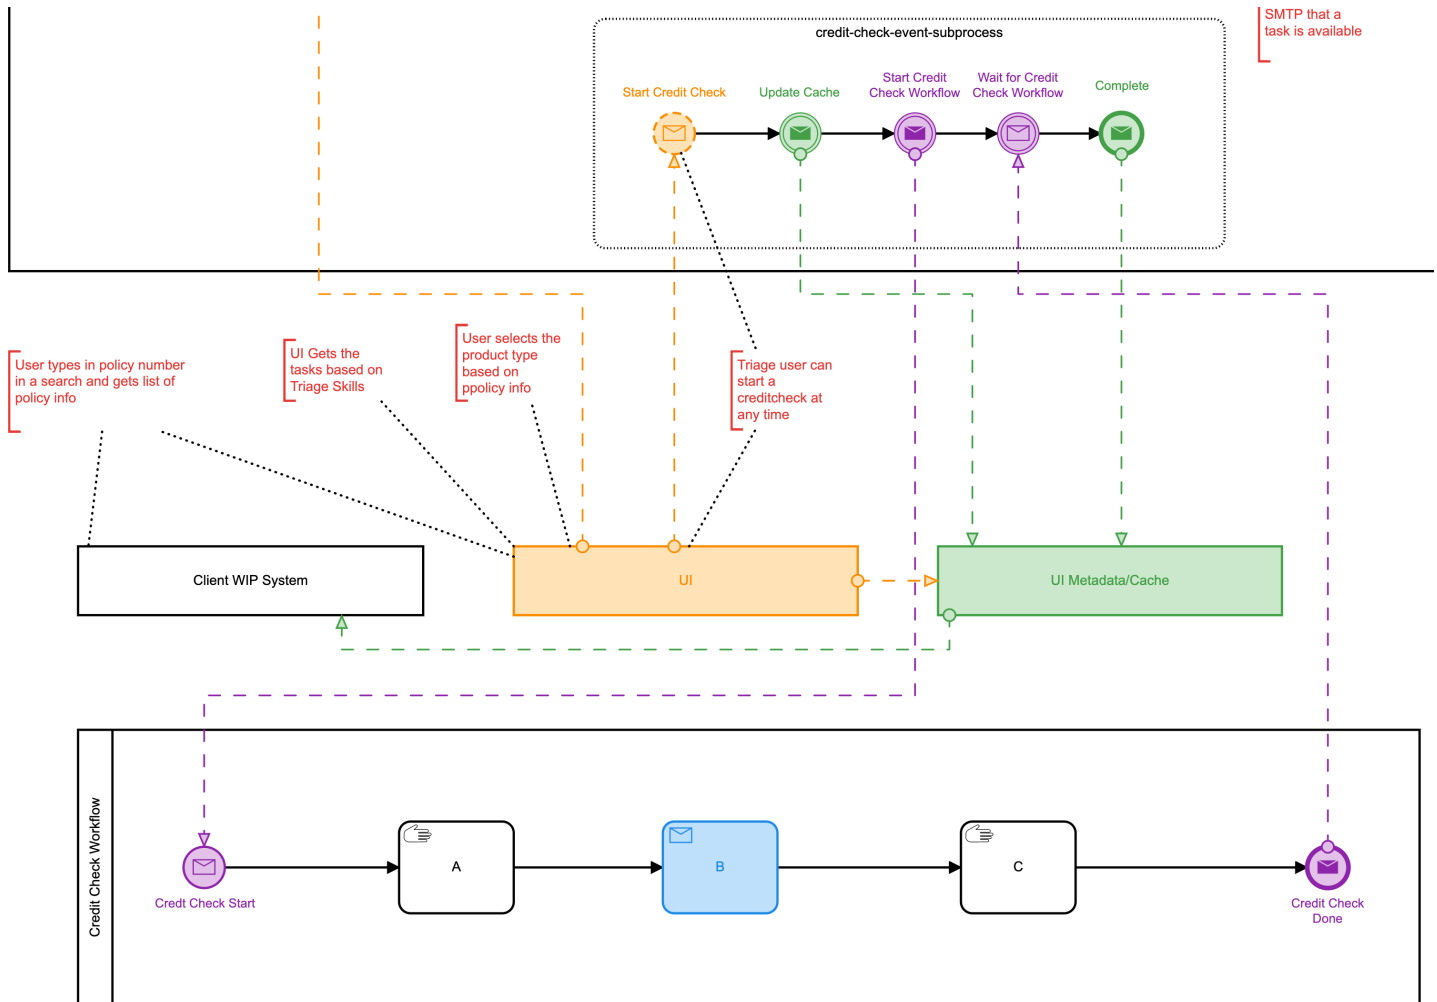 SMTP that a
task is available
credit-check-event-subprocess
Start Credit Check
Update Cache
Start Credit
Check Workflow
Wait for Credit
Check Workflow
Complete
User types in policy number
in a search and gets list of
policy info
UI Gets the
tasks based on
Triage Skills
User selects the
product type
based on
ppolicy info
Triage user can
start a
creditcheck at
any time
Client WIP System
UI
UI Metadata/Cache
Credit Check Workflow
Credt Check Start
A
B
C
Credit Check
Done